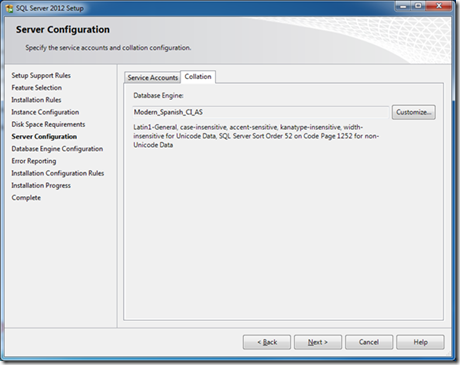 SQL Server 2012 Setup
Server Configuration
Specify the service accounts and collation configuration.
Setup Support Rules
Feature Selection
Installation Rules
Instance Configuration
Disk Space Requirements
Server Configuration
Database Engine Configuration
Error Reporting
Installation Configuration Rules
Installation Progress
Complete
Service Accounts
Collation
Database Engine:
Modern_Spanish_CI_AS
Customize...
Latin1-General, case-insensitive, accent-sensitive, kanatype-insensitive, width-
insensitive for Unicode Data, SQL Server Sort Order 52 on Code Page 1252 for non-
Unicode Data
< Back
Next >
Cancel
Help